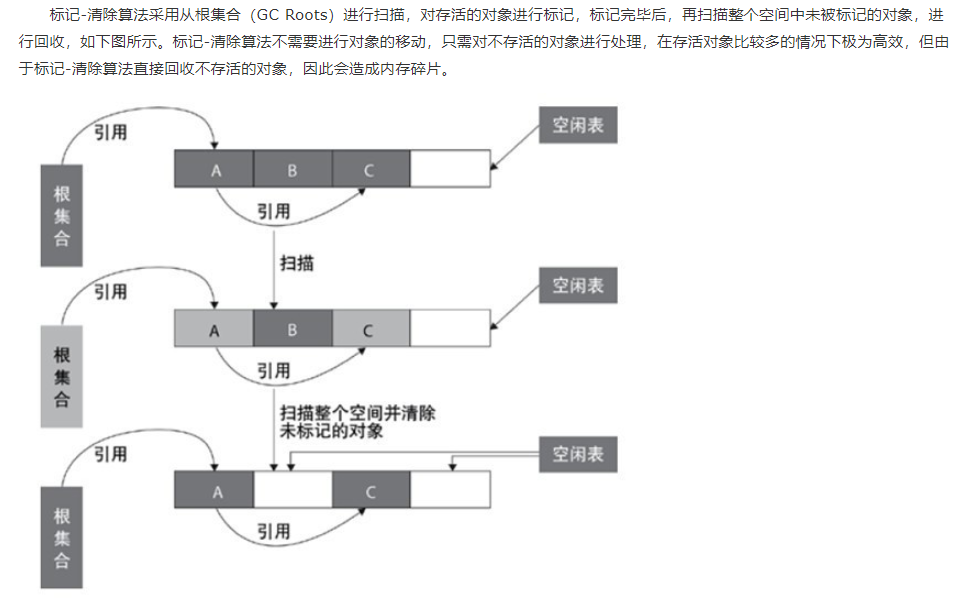 标记-清除算法采用从根集合（GC Roots）进行扫描，对存活的对象进行标记，标记完毕后，再扫描整个空间中未被标记的对象，进
行回收，如下图所示。标记-清除算法不需要进行对象的移动，只需对不存活的对象进行处理，在存活对象比较多的情况下极为高效，但由
于标记-清除算法直接回收不存活的对象，因此会造成内存碎片。
引用
空闲表
A B C
根集合
引用
扫描
引用
空闲表
A B C
根集合
引用
扫描整个空间并清除
未标记的对象
引用
空闲表
A C
根集合
引用